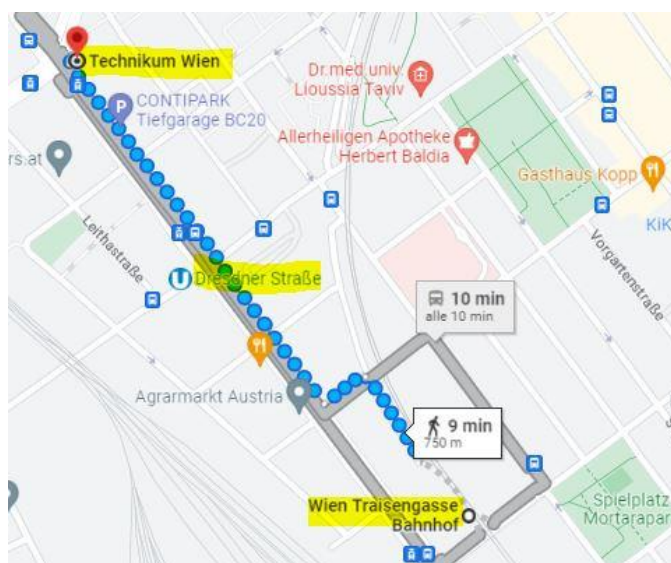 Technikum Wien
CONTIPARK
Tiefgarage BC20
Dr.med.univ.
Lioussia Taviv
Allerheiligen Apotheke
Herbert Baldia
rs.at
Gasthaus Kopp
KiK
Leithastraße
Vorgartenstraße
U Dresdner Straße
10 min
alle 10 min
Agrarmarkt Austria
9 min
750 m
Wien Traisengasse
Bahnhof
Spielplatz
Mortarapar